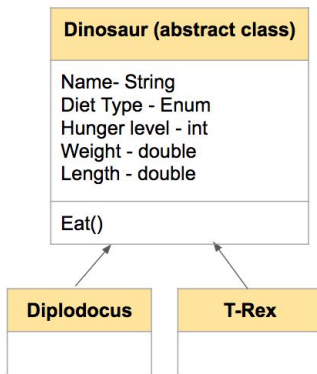 Dinosaur (abstract class)
Name- String
Diet Type - Enum
Hunger level - int
Weight - double
Length - double
Eat()
Diplodocus
T-Rex